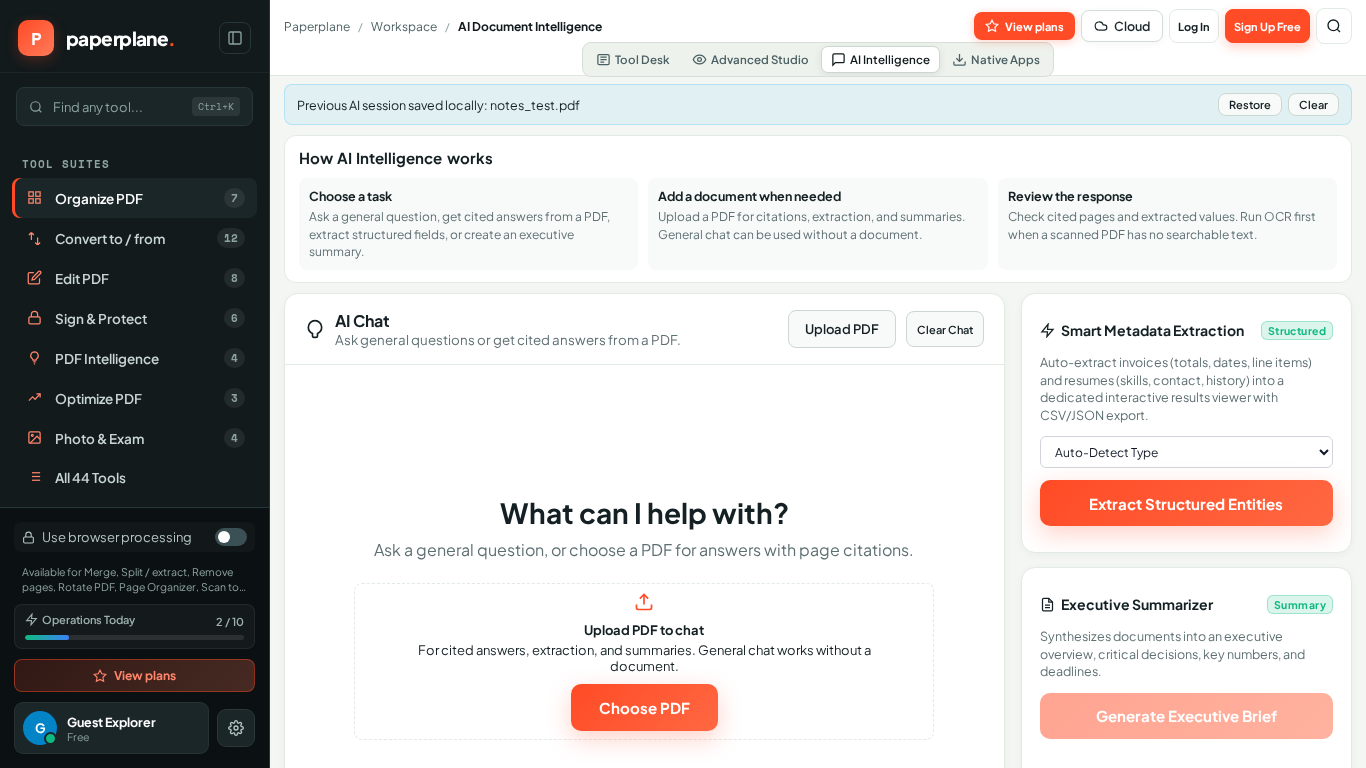 P
paperplane.
Find any tool...
Ctrl+K
TOOL SUITES
Organize PDF
7
Convert to / from
12
Edit PDF
8
Sign & Protect
6
PDF Intelligence
4
Optimize PDF
3
Photo & Exam
4
All 44 Tools
Use browser processing
Available for Merge, Split / extract, Remove
pages, Rotate PDF, Page Organizer, Scan to...
Operations Today
2 / 10
View plans
G
Guest Explorer
Free
Paperplane / Workspace / AI Document Intelligence
View plans
Cloud
Log In
Sign Up Free
Tool Desk
Advanced Studio
AI Intelligence
Native Apps
Previous AI session saved locally: notes_test.pdf
Restore
Clear
How AI Intelligence works
Choose a task
Ask a general question, get cited answers from a PDF,
extract structured fields, or create an executive
summary.
Add a document when needed
Upload a PDF for citations, extraction, and summaries.
General chat can be used without a document.
Review the response
Check cited pages and extracted values. Run OCR first
when a scanned PDF has no searchable text.
AI Chat
Ask general questions or get cited answers from a PDF.
Upload PDF
Clear Chat
What can I help with?
Ask a general question, or choose a PDF for answers with page citations.
Upload PDF to chat
For cited answers, extraction, and summaries. General chat works without a
document.
Choose PDF
Smart Metadata Extraction
Structured
Auto-extract invoices (totals, dates, line items)
and resumes (skills, contact, history) into a
dedicated interactive results viewer with
CSV/JSON export.
Auto-Detect Type
Extract Structured Entities
Executive Summarizer
Summary
Synthesizes documents into an executive
overview, critical decisions, key numbers, and
deadlines.
Generate Executive Brief